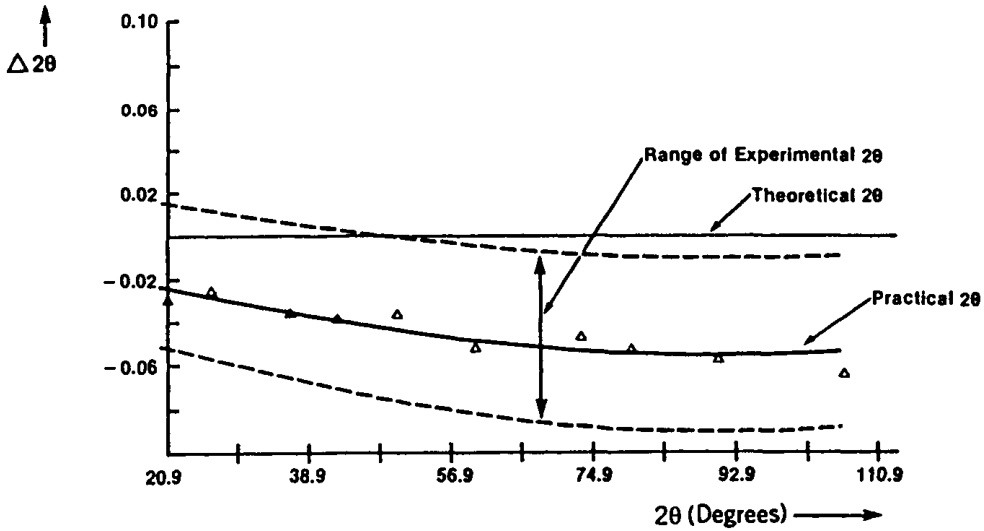 0.10
△2θ
0.06
Range of Experimental 2θ
0.02
Theoretical 2θ
−0.02
Practical 2θ
−0.06
20.9 38.9 56.9 74.9 92.9 110.9
2θ (Degrees)